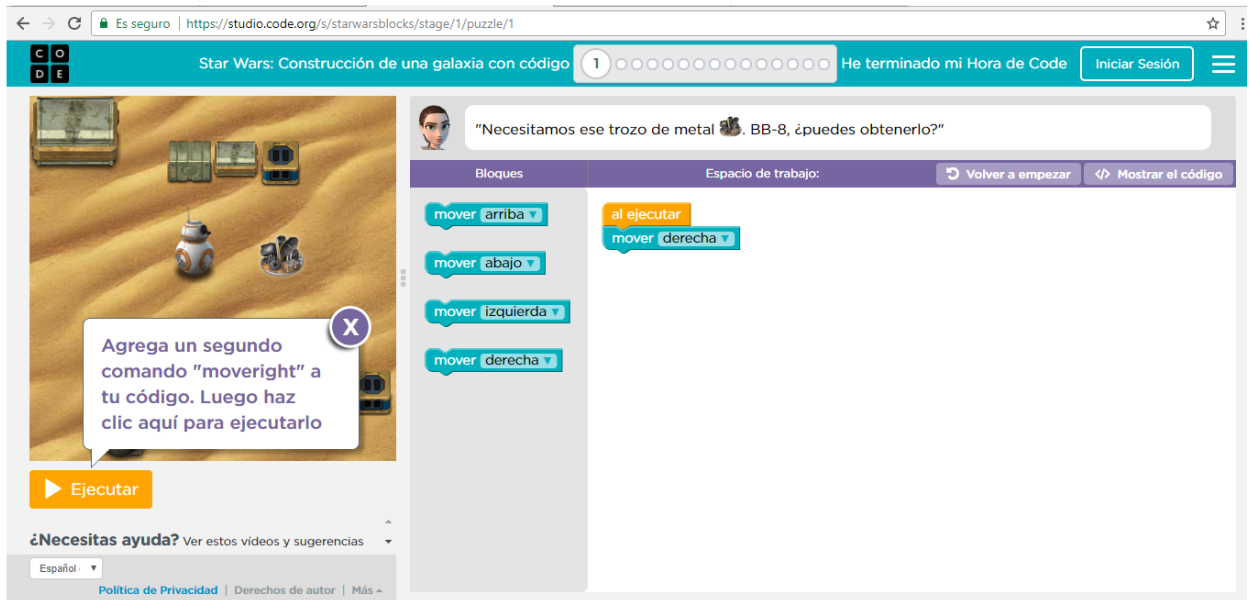 Es seguro | https://studio.code.org/s/starwarsblocks/stage/1/puzzle/1
C O
D E
Star Wars: Construcción de una galaxia con código 1 He terminado mi Hora de Code Iniciar Sesión
"Necesitamos ese trozo de metal . BB-8, ¿puedes obtenerlo?"
Bloques Espacio de trabajo: Volver a empezar </> Mostrar el código
mover arriba
mover abajo
mover izquierda
mover derecha
al ejecutar
mover derecha
X
Agrega un segundo
comando "moveright" a
tu código. Luego haz
clic aquí para ejecutarlo
Ejecutar
¿Necesitas ayuda? Ver estos vídeos y sugerencias
Español
Política de Privacidad | Derechos de autor | Más